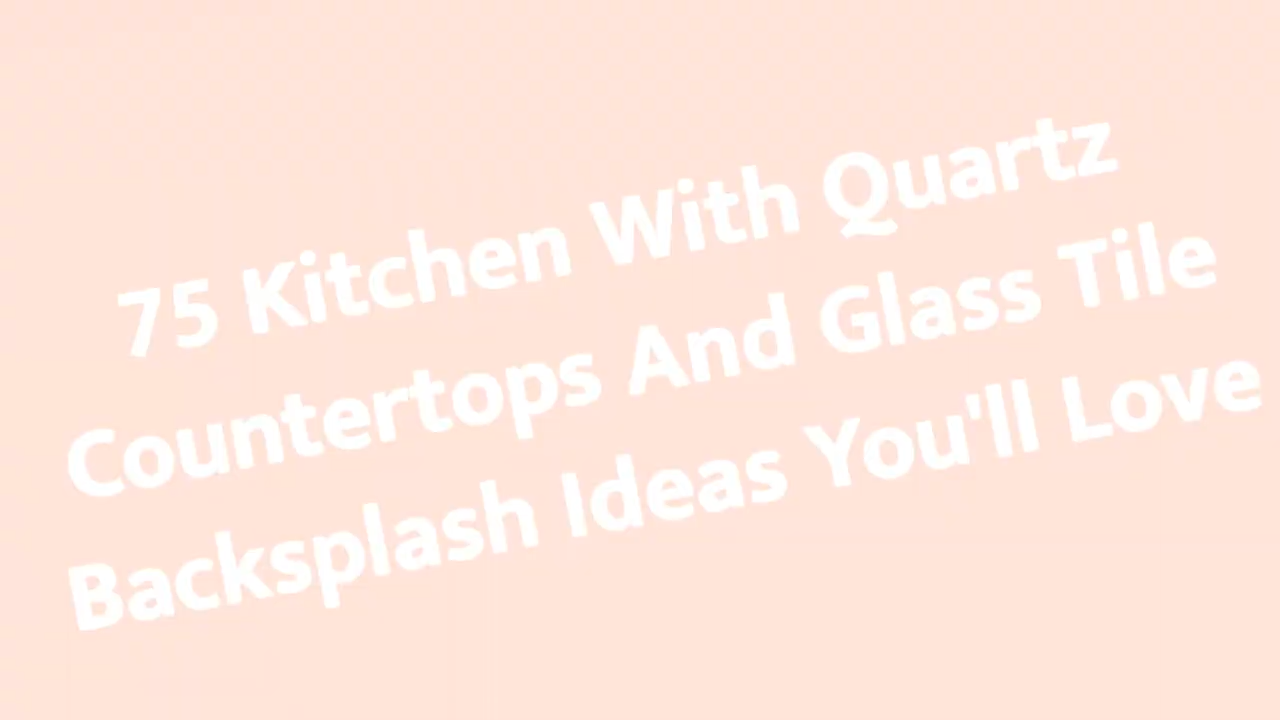 75 Kitchen With Quartz
Countertops And Glass Tile
Backsplash Ideas You'll Love